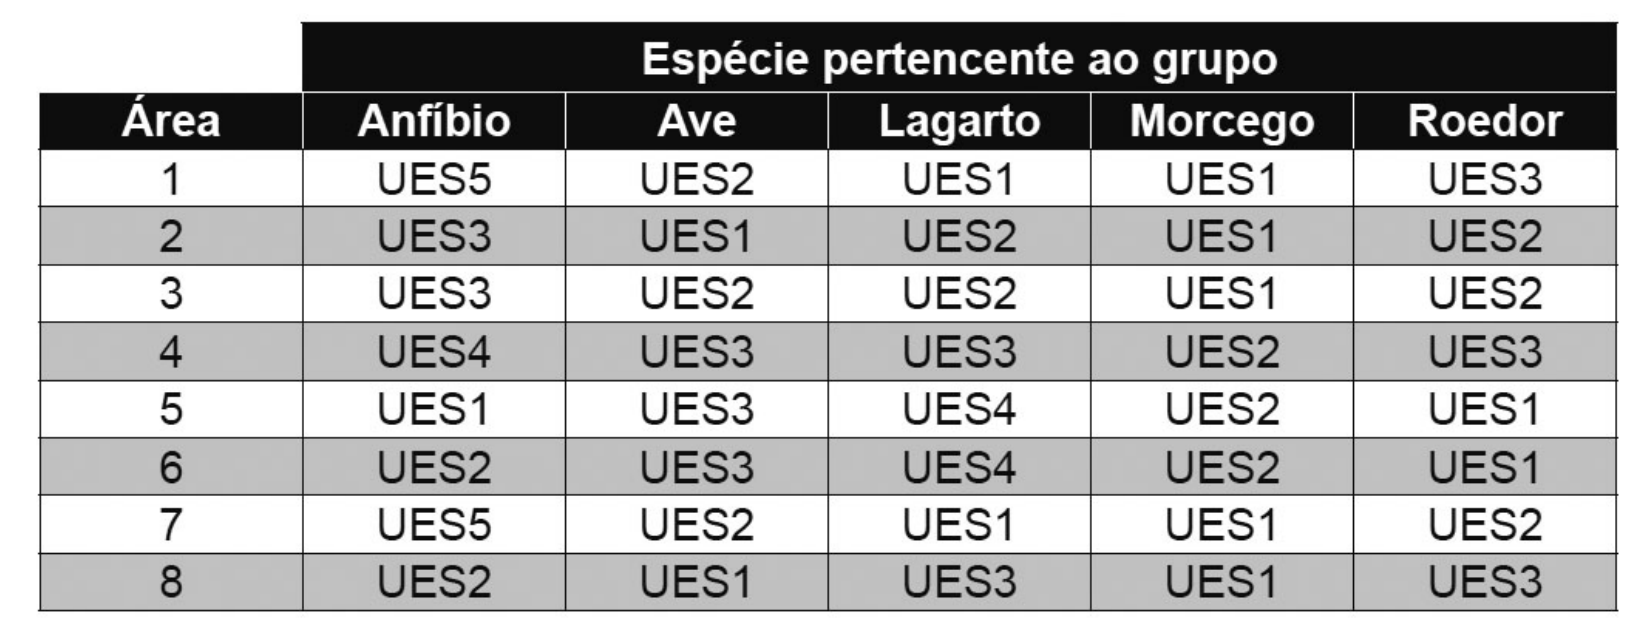 Espécie pertencente ao grupo
Área Anfíbio Ave Lagarto Morcego Roedor
1 UES5 UES2 UES1 UES1 UES3
2 UES3 UES1 UES2 UES1 UES2
3 UES3 UES2 UES2 UES1 UES2
4 UES4 UES3 UES3 UES2 UES3
5 UES1 UES3 UES4 UES2 UES1
6 UES2 UES3 UES4 UES2 UES1
7 UES5 UES2 UES1 UES1 UES2
8 UES2 UES1 UES3 UES1 UES3